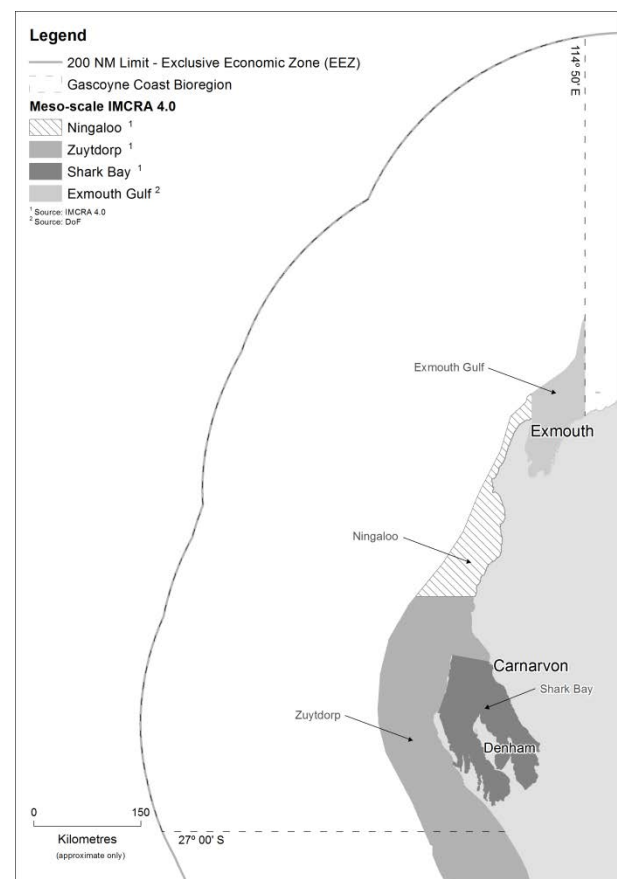 Legend
200 NM Limit - Exclusive Economic Zone (EEZ)
Gascoyne Coast Bioregion
Meso-scale IMCRA 4.0
Ningaloo 1
Zuytdorp 1
Shark Bay 1
Exmouth Gulf 2
1 Source: IMCRA 4.0
2 Source: DoF
114° 50' E
Exmouth Gulf
Exmouth
Ningaloo
Carnarvon
Shark Bay
Zuytdorp
Denham
0 150
Kilometres
(approximate only)
27° 00' S